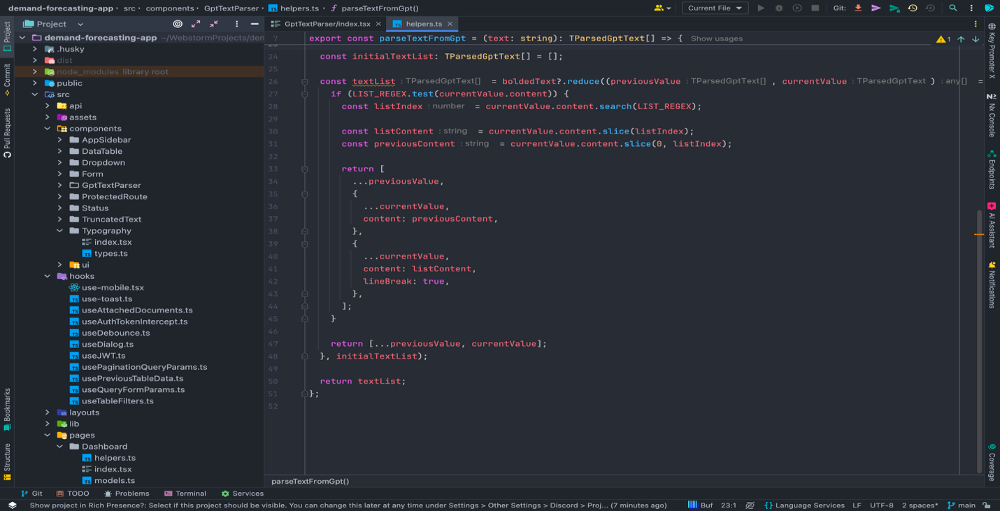 demand-forecasting-app › src › components › GptTextParser › helpers.ts › parseTextFromGpt()
Current File
Git:
Project
GptTextParser/index.tsx
helpers.ts
demand-forecasting-app ~/WebstormProjects/den
.husky
dist
node_modules library root
public
src
api
assets
components
AppSidebar
DataTable
Dropdown
Form
GptTextParser
ProtectedRoute
Status
TruncatedText
Typography
index.tsx
types.ts
ui
hooks
use-mobile.tsx
use-toast.ts
useAttachedDocuments.ts
useAuthTokenIntercept.ts
useDebounce.ts
useDialog.ts
useJWT.ts
usePaginationQueryParams.ts
usePreviousTableData.ts
useQueryFormParams.ts
useTableFilters.ts
layouts
lib
pages
Dashboard
helpers.ts
index.tsx
models.ts
7 export const parseTextFromGpt = (text: string): TParsedGptText[] => { Show usages
1
24 const initialTextList: TParsedGptText[] = [];
25
26 const textList : TParsedGptText[] = boldedText?.reduce((previousValue : TParsedGptText[] , currentValue : TParsedGptText ) : any[] =
27 if (LIST_REGEX.test(currentValue.content)) {
28 const listIndex : number = currentValue.content.search(LIST_REGEX);
29
30 const listContent : string = currentValue.content.slice(listIndex);
31 const previousContent : string = currentValue.content.slice(0, listIndex);
32
33 return [
34 ...previousValue,
35 {
36 ...currentValue,
37 content: previousContent,
38 },
39 {
40 ...currentValue,
41 content: listContent,
42 lineBreak: true,
43 },
44 ];
45 }
46
47 return [...previousValue, currentValue];
48 }, initialTextList);
49
50 return textList;
51 };
52
parseTextFromGpt()
Project
Commit
Pull Requests
Bookmarks
Structure
Key Promoter X
Nx Console
Endpoints
AI Assistant
Notifications
Coverage
Git
TODO
Problems
Terminal
Services
Show project in Rich Presence?: Select if this project should be visible. You can change this later at any time under Settings > Other Settings > Discord > Proj... (7 minutes ago)
Buf 23:1 {} Language Services LF UTF-8 2 spaces* main